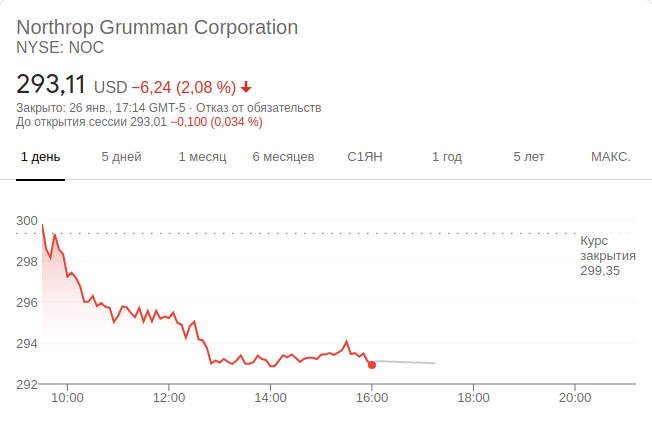 Northrop Grumman Corporation
NYSE: NOC
293,11 USD −6,24 (2,08 %)
Закрыто: 26 янв., 17:14 GMT-5 · Отказ от обязательств
До открытия сессии 293,01 −0,100 (0,034 %)
1 день 5 дней 1 месяц 6 месяцев С1ЯН 1 год 5 лет МАКС.
300
Курс
закрытия
299,35
298
296
294
292
10:00 12:00 14:00 16:00 18:00 20:00